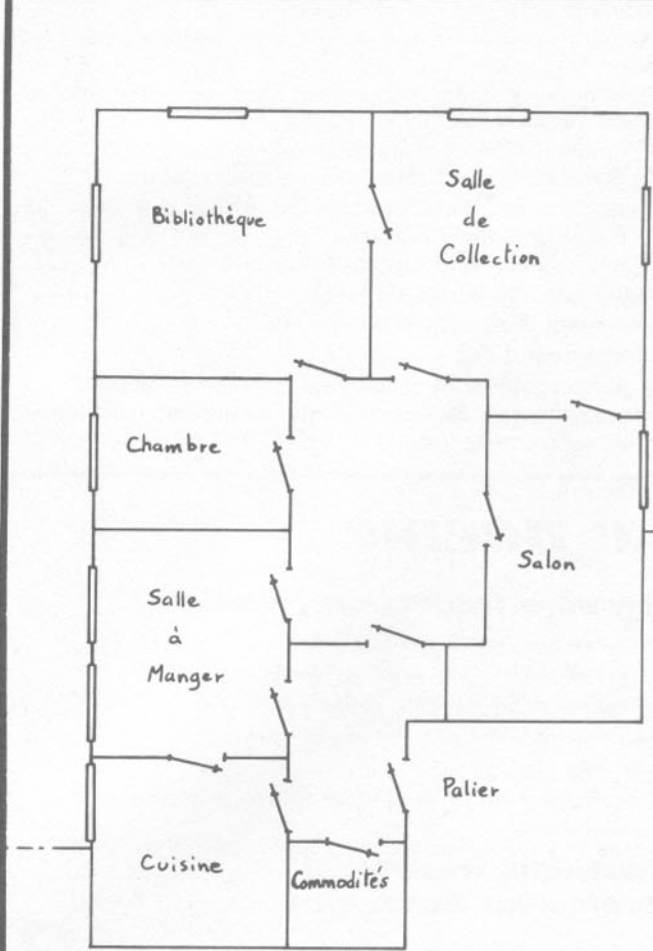 Bibliothèque
Salle
de
Collection
Chambre
Salon
Salle
à
Manger
Palier
Cuisine
Commodités